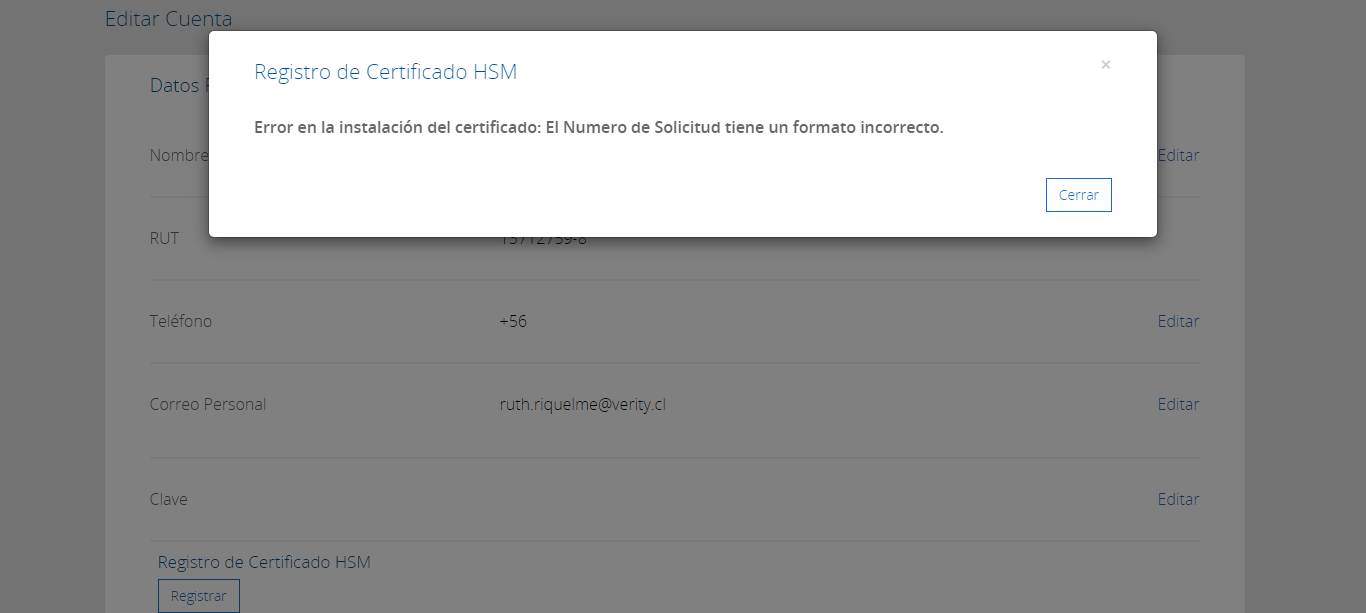 Editar Cuenta
Registro de Certificado HSM
×
Datos
Error en la instalación del certificado: El Numero de Solicitud tiene un formato incorrecto.
Nombre
Editar
Cerrar
RUT
13712759-8
Teléfono
+56
Editar
Correo Personal
ruth.riquelme@verity.cl
Editar
Clave
Editar
Registro de Certificado HSM
Registrar